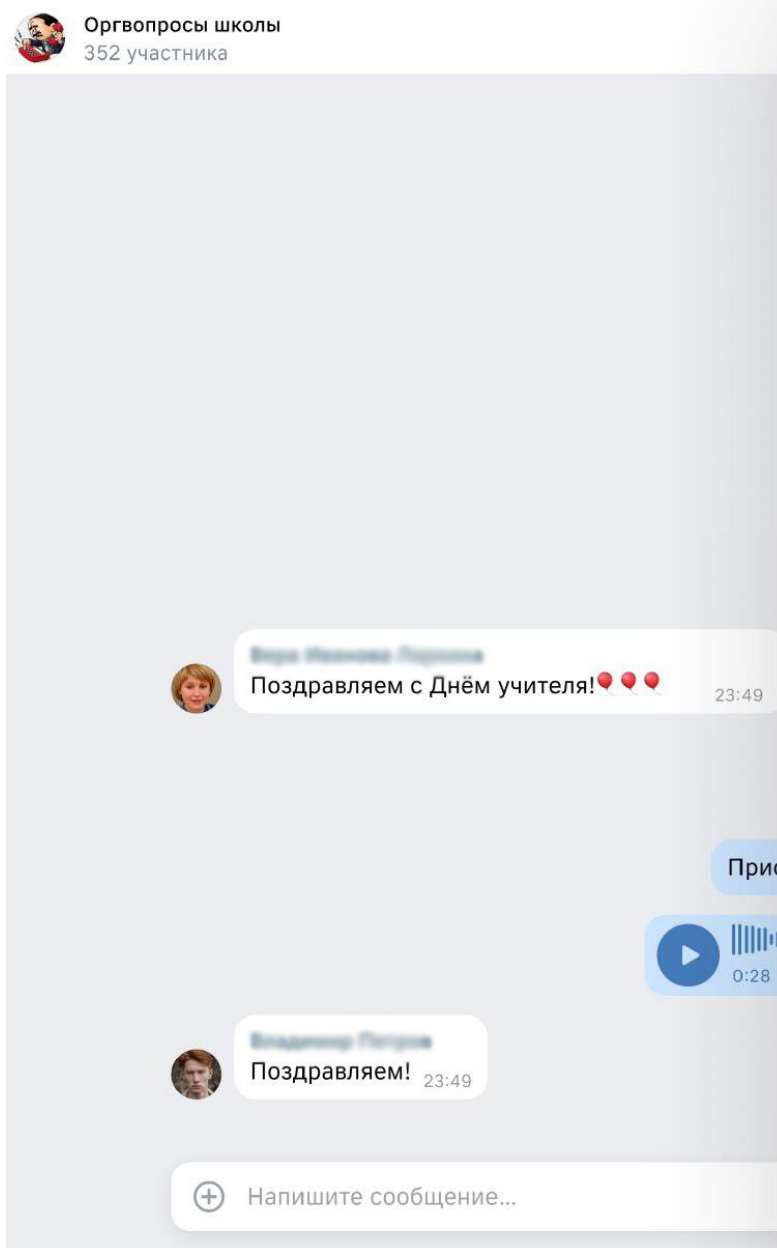 Оргвопросы школы
352 участника
Поздравляем с Днём учителя!🎈🎈🎈
23:49
0:28
Поздравляем! 23:49
Напишите сообщение...